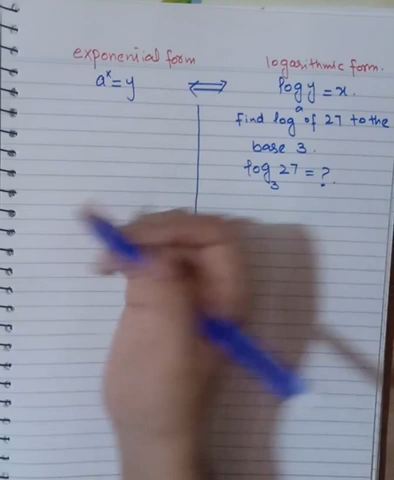 exponential form
a^x = y
⟺
logarithmic form.
log_a y = x.
find log of 27 to the
base 3.
log_3 27 = ?.